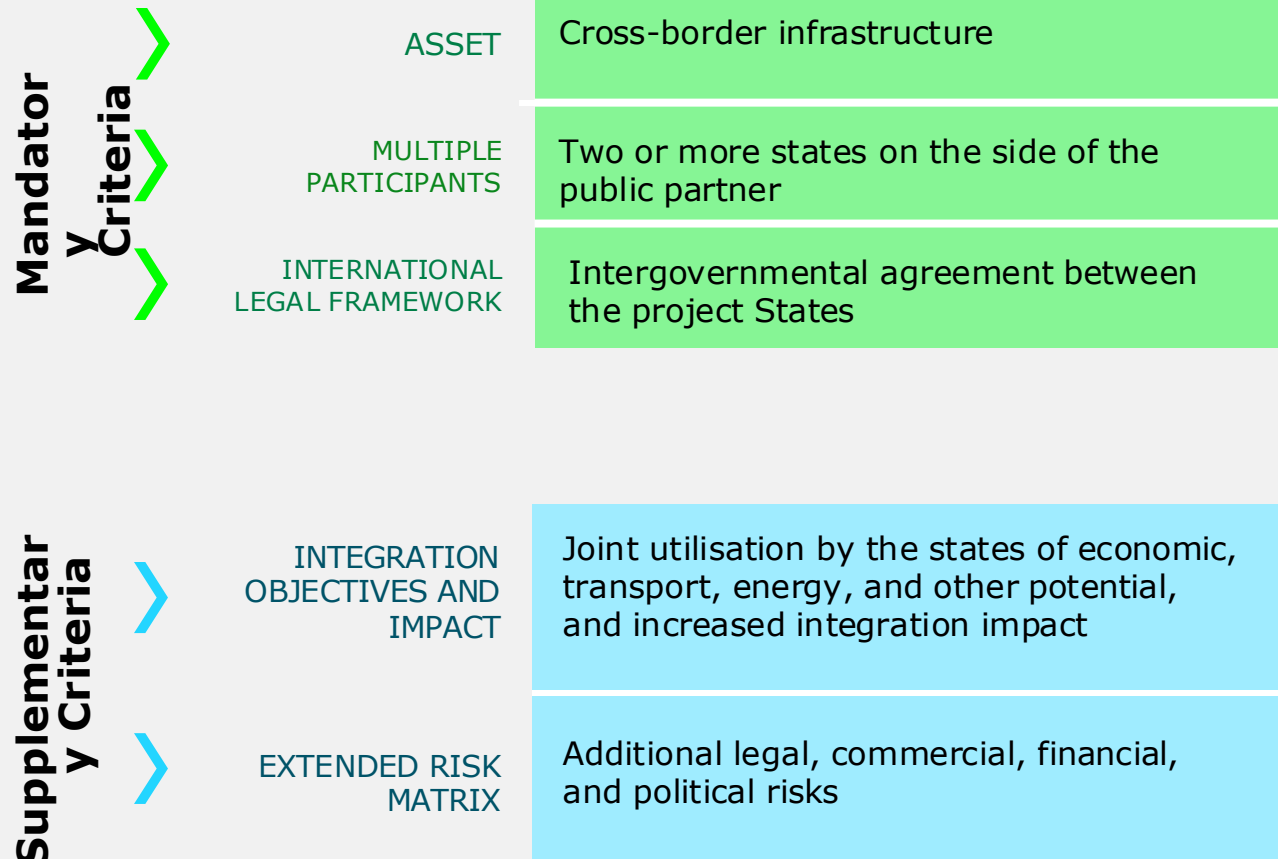 Mandator
y
Criteria
ASSET
Cross-border infrastructure
MULTIPLE
PARTICIPANTS
Two or more states on the side of the
public partner
INTERNATIONAL
LEGAL FRAMEWORK
Intergovernmental agreement between
the project States
Supplementar
y Criteria
INTEGRATION
OBJECTIVES AND
IMPACT
Joint utilisation by the states of economic,
transport, energy, and other potential,
and increased integration impact
EXTENDED RISK
MATRIX
Additional legal, commercial, financial,
and political risks